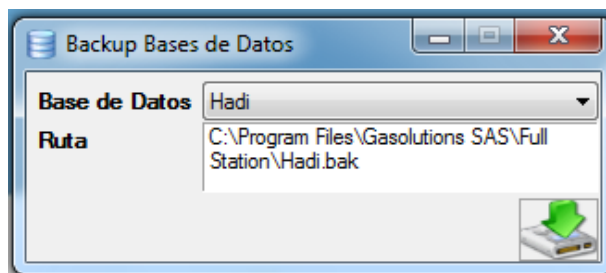 Backup Bases de Datos
Base de Datos Hadi
Ruta C:\Program Files\Gasolutions SAS\Full
Station\Hadi.bak